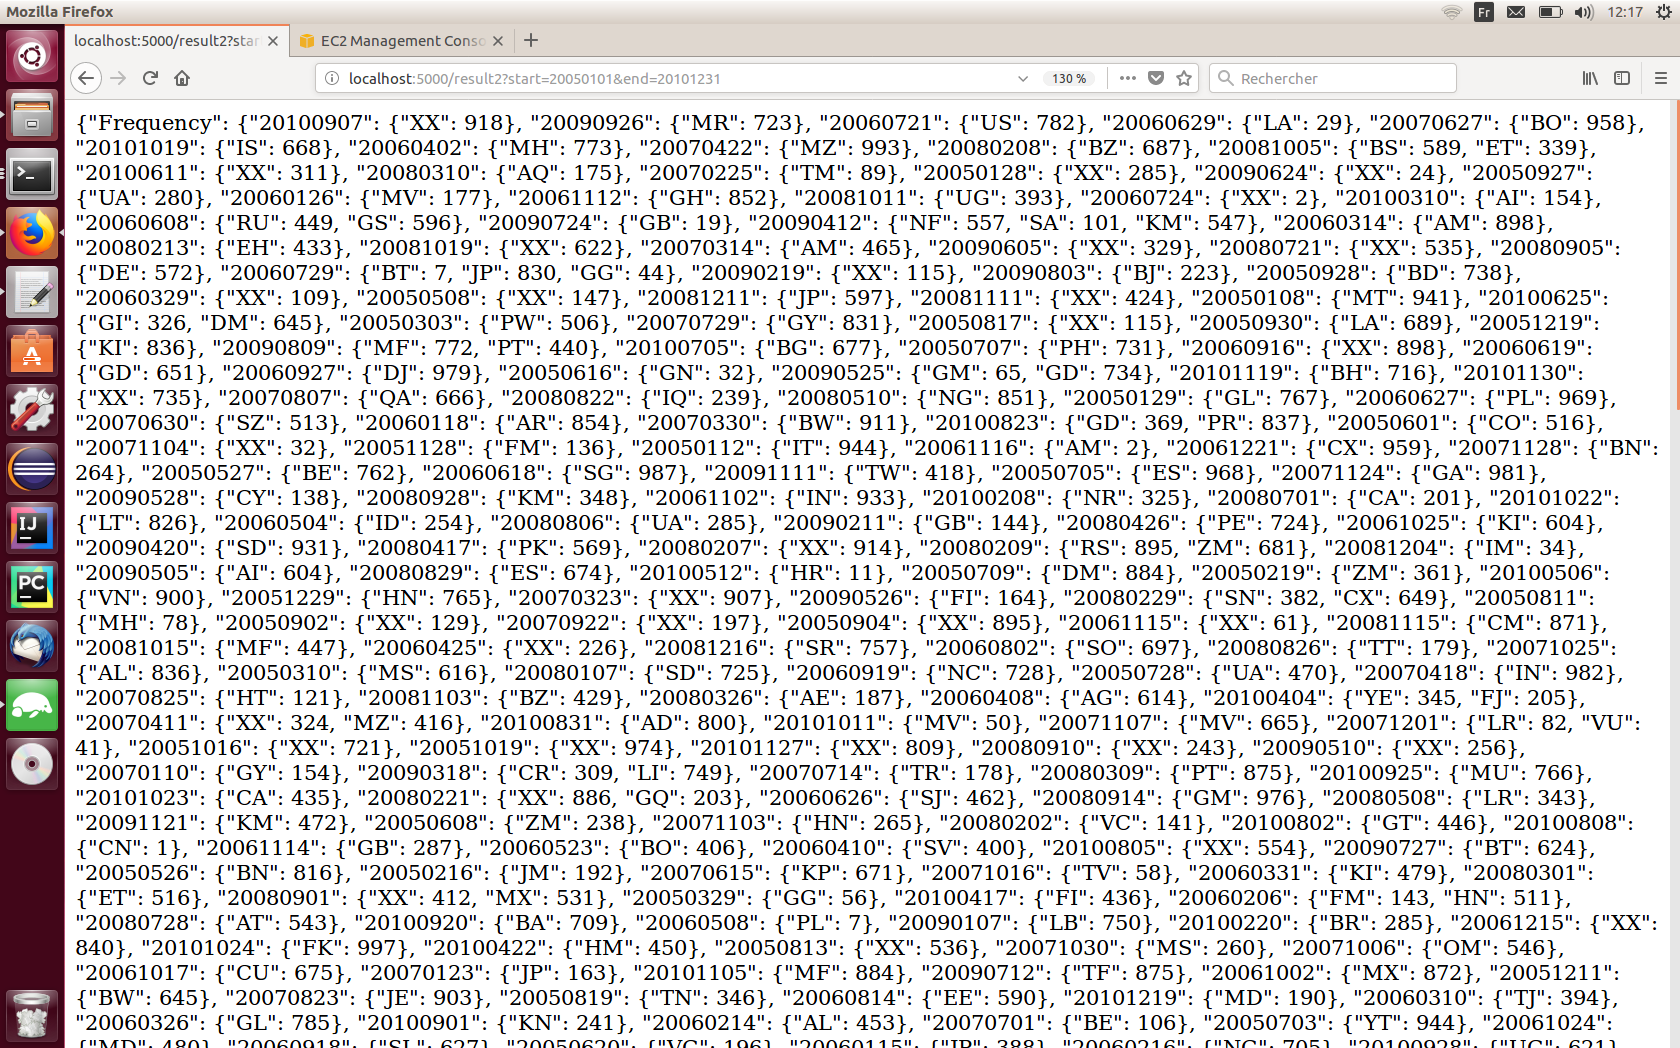 Mozilla Firefox
Fr
12:17
localhost:5000/result2?star
EC2 Management Conso
localhost:5000/result2?start=20050101&end=20101231
130 %
Rechercher
{"Frequency": {"20100907": {"XX": 918}, "20090926": {"MR": 723}, "20060721": {"US": 782}, "20060629": {"LA": 29}, "20070627": {"BO": 958},
"20101019": {"IS": 668}, "20060402": {"MH": 773}, "20070422": {"MZ": 993}, "20080208": {"BZ": 687}, "20081005": {"BS": 589, "ET": 339},
"20100611": {"XX": 311}, "20080310": {"AQ": 175}, "20070225": {"TM": 89}, "20050128": {"XX": 285}, "20090624": {"XX": 24}, "20050927":
{"UA": 280}, "20060126": {"MV": 177}, "20061112": {"GH": 852}, "20081011": {"UG": 393}, "20060724": {"XX": 2}, "20100310": {"AI": 154},
"20060608": {"RU": 449, "GS": 596}, "20090724": {"GB": 19}, "20090412": {"NF": 557, "SA": 101, "KM": 547}, "20060314": {"AM": 898},
"20080213": {"EH": 433}, "20081019": {"XX": 622}, "20070314": {"AM": 465}, "20090605": {"XX": 329}, "20080721": {"XX": 535}, "20080905":
{"DE": 572}, "20060729": {"BT": 7, "JP": 830, "GG": 44}, "20090219": {"XX": 115}, "20090803": {"BJ": 223}, "20050928": {"BD": 738},
"20060329": {"XX": 109}, "20050508": {"XX": 147}, "20081211": {"JP": 597}, "20081111": {"XX": 424}, "20050108": {"MT": 941}, "20100625":
{"GI": 326, "DM": 645}, "20050303": {"PW": 506}, "20070729": {"GY": 831}, "20050817": {"XX": 115}, "20050930": {"LA": 689}, "20051219":
{"KI": 836}, "20090809": {"MF": 772, "PT": 440}, "20100705": {"BG": 677}, "20050707": {"PH": 731}, "20060916": {"XX": 898}, "20060619":
{"GD": 651}, "20060927": {"DJ": 979}, "20050616": {"GN": 32}, "20090525": {"GM": 65, "GD": 734}, "20101119": {"BH": 716}, "20101130":
{"XX": 735}, "20070807": {"QA": 666}, "20080822": {"IQ": 239}, "20080510": {"NG": 851}, "20050129": {"GL": 767}, "20060627": {"PL": 969},
"20070630": {"SZ": 513}, "20060118": {"AR": 854}, "20070330": {"BW": 911}, "20100823": {"GD": 369, "PR": 837}, "20050601": {"CO": 516},
"20071104": {"XX": 32}, "20051128": {"FM": 136}, "20050112": {"IT": 944}, "20061116": {"AM": 2}, "20061221": {"CX": 959}, "20071128": {"BN":
264}, "20050527": {"BE": 762}, "20060618": {"SG": 987}, "20091111": {"TW": 418}, "20050705": {"ES": 968}, "20071124": {"GA": 981},
"20090528": {"CY": 138}, "20080928": {"KM": 348}, "20061102": {"IN": 933}, "20100208": {"NR": 325}, "20080701": {"CA": 201}, "20101022":
{"LT": 826}, "20060504": {"ID": 254}, "20080806": {"UA": 285}, "20090211": {"GB": 144}, "20080426": {"PE": 724}, "20061025": {"KI": 604},
"20090420": {"SD": 931}, "20080417": {"PK": 569}, "20080207": {"XX": 914}, "20080209": {"RS": 895, "ZM": 681}, "20081204": {"IM": 34},
"20090505": {"AI": 604}, "20080829": {"ES": 674}, "20100512": {"HR": 11}, "20050709": {"DM": 884}, "20050219": {"ZM": 361}, "20100506":
{"VN": 900}, "20051229": {"HN": 765}, "20070323": {"XX": 907}, "20090526": {"FI": 164}, "20080229": {"SN": 382, "CX": 649}, "20050811":
{"MH": 78}, "20050902": {"XX": 129}, "20070922": {"XX": 197}, "20050904": {"XX": 895}, "20061115": {"XX": 61}, "20081115": {"CM": 871},
"20081015": {"MF": 447}, "20060425": {"XX": 226}, "20081216": {"SR": 757}, "20060802": {"SO": 697}, "20080826": {"TT": 179}, "20071025":
{"AL": 836}, "20050310": {"MS": 616}, "20080107": {"SD": 725}, "20060919": {"NC": 728}, "20050728": {"UA": 470}, "20070418": {"IN": 982},
"20070825": {"HT": 121}, "20081103": {"BZ": 429}, "20080326": {"AE": 187}, "20060408": {"AG": 614}, "20100404": {"YE": 345, "FJ": 205},
"20070411": {"XX": 324, "MZ": 416}, "20100831": {"AD": 800}, "20101011": {"MV": 50}, "20071107": {"MV": 665}, "20071201": {"LR": 82, "VU":
41}, "20051016": {"XX": 721}, "20051019": {"XX": 974}, "20101127": {"XX": 809}, "20080910": {"XX": 243}, "20090510": {"XX": 256},
"20070110": {"GY": 154}, "20090318": {"CR": 309, "LI": 749}, "20070714": {"TR": 178}, "20080309": {"PT": 875}, "20100925": {"MU": 766},
"20101023": {"CA": 435}, "20080221": {"XX": 886, "GQ": 203}, "20060626": {"SJ": 462}, "20080914": {"GM": 976}, "20080508": {"LR": 343},
"20091121": {"KM": 472}, "20050608": {"ZM": 238}, "20071103": {"HN": 265}, "20080202": {"VC": 141}, "20100802": {"GT": 446}, "20100808":
{"CN": 1}, "20061114": {"GB": 287}, "20060523": {"BO": 406}, "20060410": {"SV": 400}, "20100805": {"XX": 554}, "20090727": {"BT": 624},
"20050526": {"BN": 816}, "20050216": {"JM": 192}, "20070615": {"KP": 671}, "20071016": {"TV": 58}, "20060331": {"KI": 479}, "20080301":
{"ET": 516}, "20080901": {"XX": 412, "MX": 531}, "20050329": {"GG": 56}, "20100417": {"FI": 436}, "20060206": {"FM": 143, "HN": 511},
"20080728": {"AT": 543}, "20100920": {"BA": 709}, "20060508": {"PL": 7}, "20090107": {"LB": 750}, "20100220": {"BR": 285}, "20061215": {"XX":
840}, "20101024": {"FK": 997}, "20100422": {"HM": 450}, "20050813": {"XX": 536}, "20071030": {"MS": 260}, "20071006": {"OM": 546},
"20061017": {"CU": 675}, "20070123": {"JP": 163}, "20101105": {"MF": 884}, "20090712": {"TF": 875}, "20061002": {"MX": 872}, "20051211":
{"BW": 645}, "20070823": {"JE": 903}, "20050819": {"TN": 346}, "20060814": {"EE": 590}, "20101219": {"MD": 190}, "20060310": {"TJ": 394},
"20060326": {"GL": 785}, "20100901": {"KN": 241}, "20060214": {"AL": 453}, "20070701": {"BE": 106}, "20050703": {"YT": 944}, "20061024":
{"MD": 480}, "20060918": {"SL": 627}, "20050620": {"VC": 196}, "20060115": {"JP": 388}, "20060216": {"NG": 705}, "20100928": {"UG": 621},